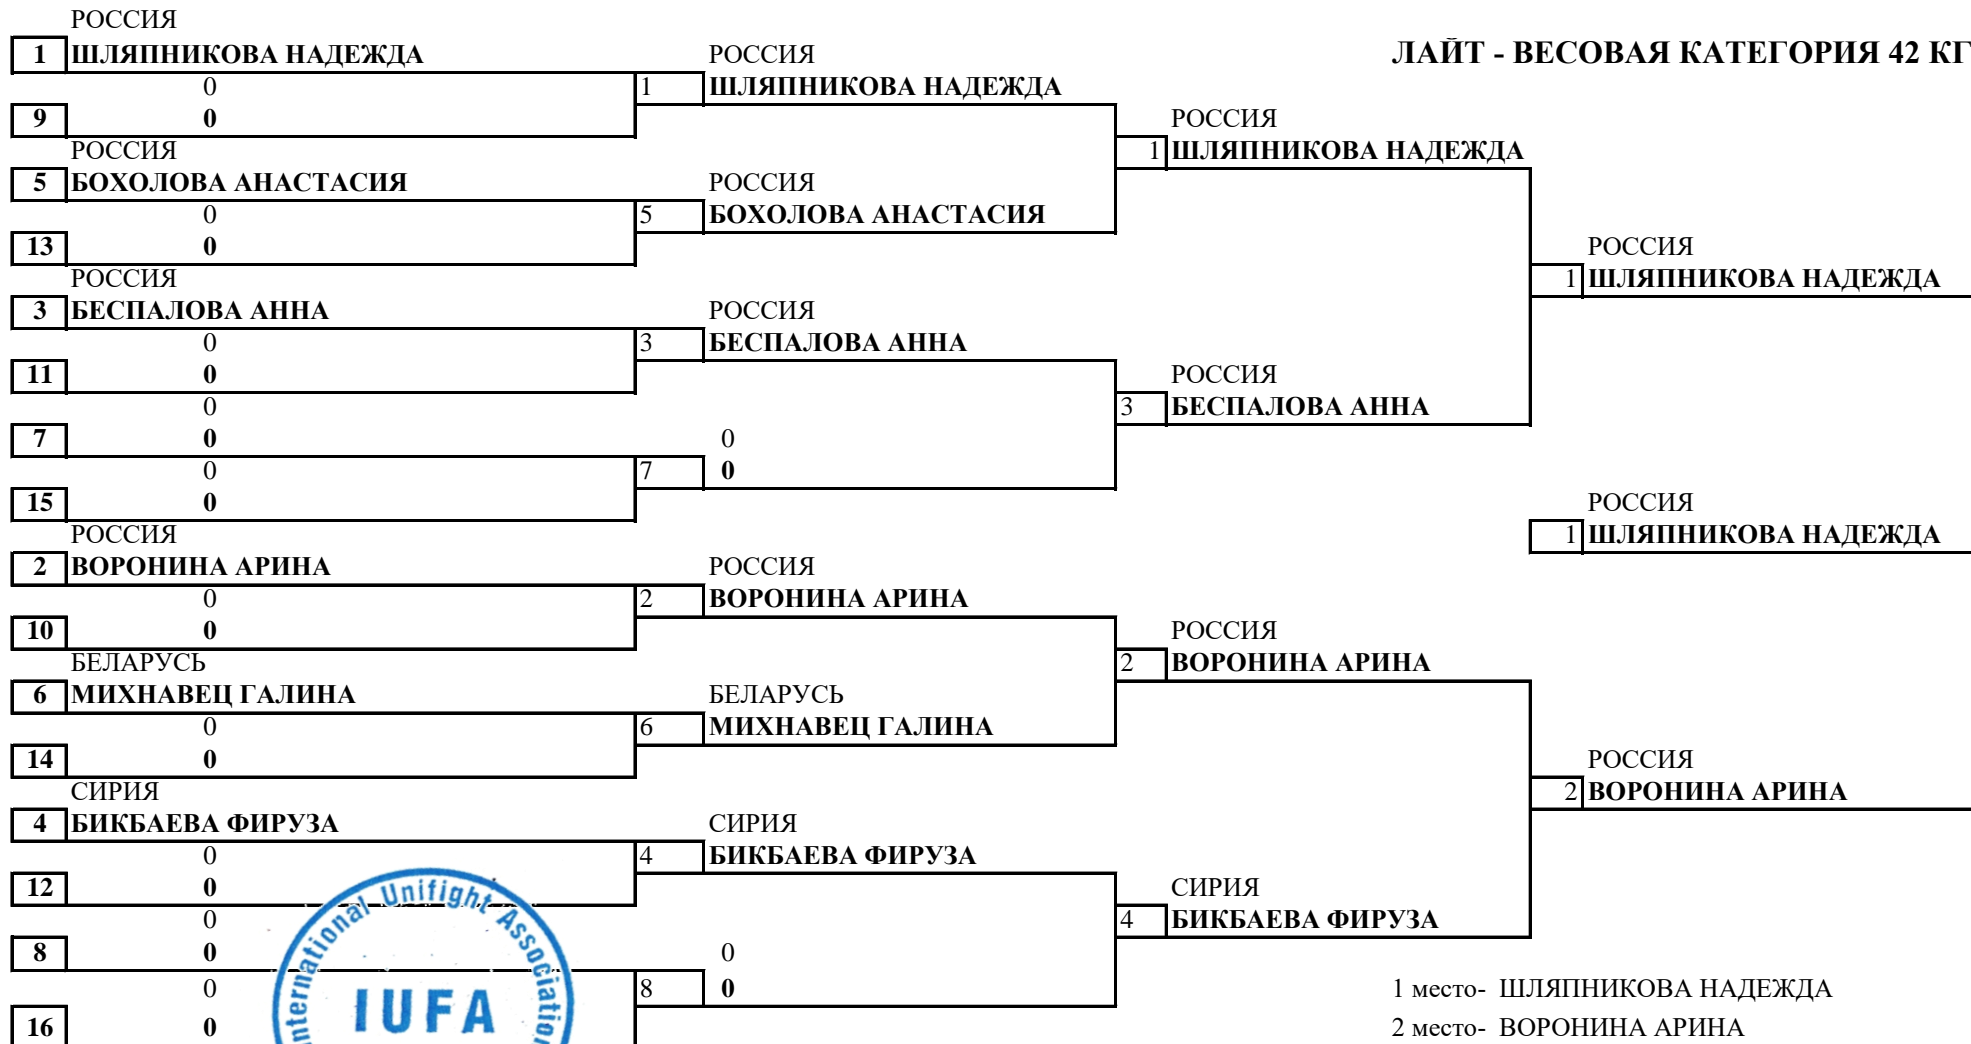 РОССИЯ
1 ШЛЯПНИКОВА НАДЕЖДА РОССИЯ ЛАЙТ - ВЕСОВАЯ КАТЕГОРИЯ 42 КГ
0 1 ШЛЯПНИКОВА НАДЕЖДА
9 0 РОССИЯ
РОССИЯ 1 ШЛЯПНИКОВА НАДЕЖДА
5 БОХОЛОВА АНАСТАСИЯ РОССИЯ
0 5 БОХОЛОВА АНАСТАСИЯ
13 0 РОССИЯ
РОССИЯ 1 ШЛЯПНИКОВА НАДЕЖДА
3 БЕСПАЛОВА АННА РОССИЯ
0 3 БЕСПАЛОВА АННА
11 0 РОССИЯ
0 3 БЕСПАЛОВА АННА
7 0 0
0 7 0
15 0 РОССИЯ
РОССИЯ 1 ШЛЯПНИКОВА НАДЕЖДА
2 ВОРОНИНА АРИНА РОССИЯ
0 2 ВОРОНИНА АРИНА
10 0 РОССИЯ
БЕЛАРУСЬ 2 ВОРОНИНА АРИНА
6 МИХНАВЕЦ ГАЛИНА БЕЛАРУСЬ
0 6 МИХНАВЕЦ ГАЛИНА
14 0 РОССИЯ
СИРИЯ 2 ВОРОНИНА АРИНА
4 БИКБАЕВА ФИРУЗА СИРИЯ
0 4 БИКБАЕВА ФИРУЗА
12 0 СИРИЯ
0 4 БИКБАЕВА ФИРУЗА
8 0 0
0 8 0 1 место- ШЛЯПНИКОВА НАДЕЖДА
16 0 2 место- ВОРОНИНА АРИНА
International Unifight Association
IUFA